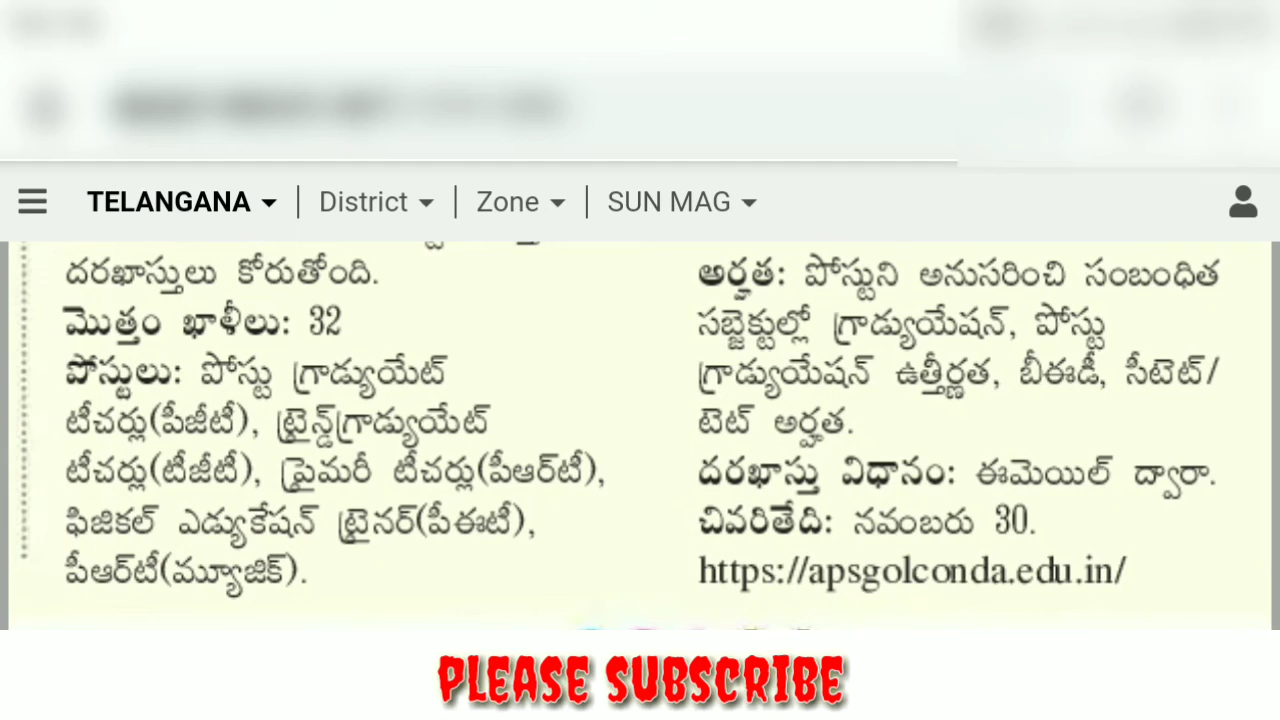 TELANGANA | District | Zone | SUN MAG
దరఖాస్తులు కోరుతోంది.
మొత్తం ఖాళీలు: 32
పోస్టులు: పోస్టు గ్రాడ్యుయేట్
టీచర్లు(పీజీటీ), ట్రైన్డ్‌గ్రాడ్యుయేట్
టీచర్లు(టీజీటీ), ప్రైమరీ టీచర్లు(పీఆర్‌టీ),
ఫిజికల్ ఎడ్యుకేషన్ ట్రైనర్(పీఈటీ),
పీఆర్‌టీ(మ్యూజిక్).
అర్హత: పోస్టుని అనుసరించి సంబంధిత
సబ్జెక్టుల్లో గ్రాడ్యుయేషన్, పోస్టు
గ్రాడ్యుయేషన్ ఉత్తీర్ణత, బీఈడీ, సీటెట్/
టెట్ అర్హత.
దరఖాస్తు విధానం: ఈమెయిల్ ద్వారా.
చివరితేది: నవంబరు 30.
https://apsgolconda.edu.in/
PLEASE SUBSCRIBE